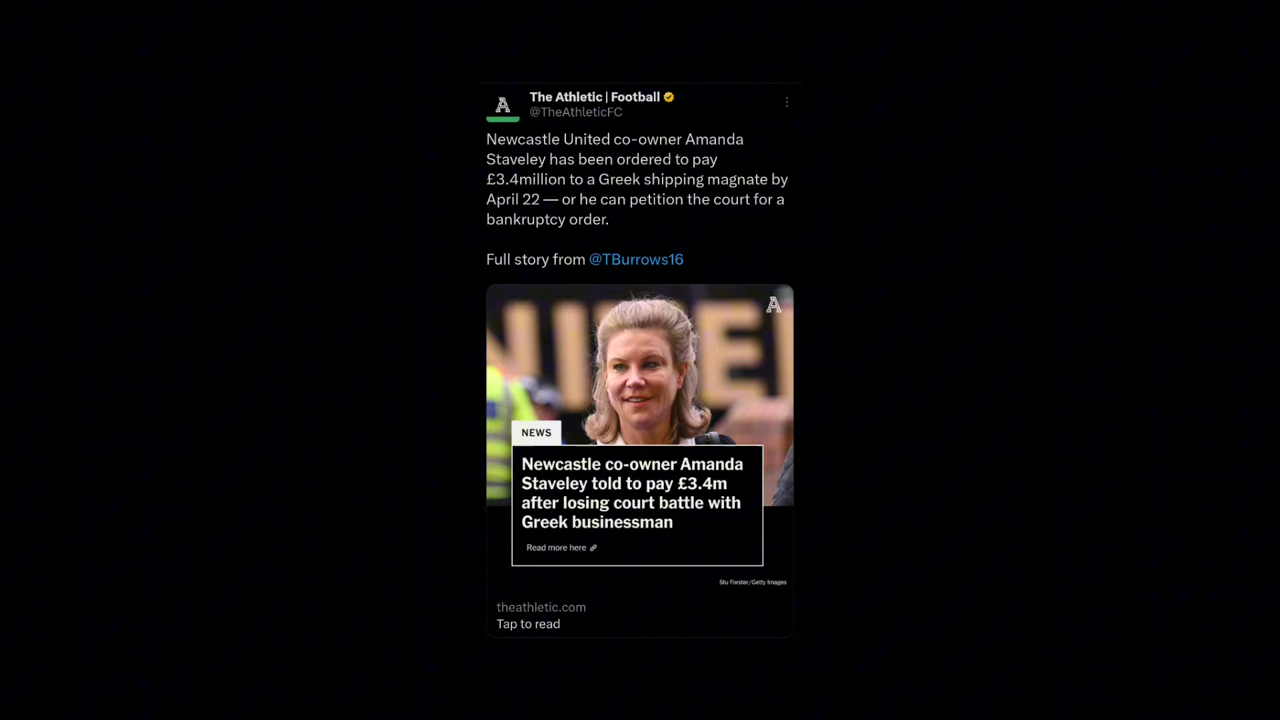 The Athletic | Football
@TheAthleticFC
Newcastle United co-owner Amanda
Staveley has been ordered to pay
£3.4million to a Greek shipping magnate by
April 22 — or he can petition the court for a
bankruptcy order.
Full story from @TBurrows16
NEWS
Newcastle co-owner Amanda
Staveley told to pay £3.4m
after losing court battle with
Greek businessman
Read more here
Stu Forster/Getty Images
theathletic.com
Tap to read